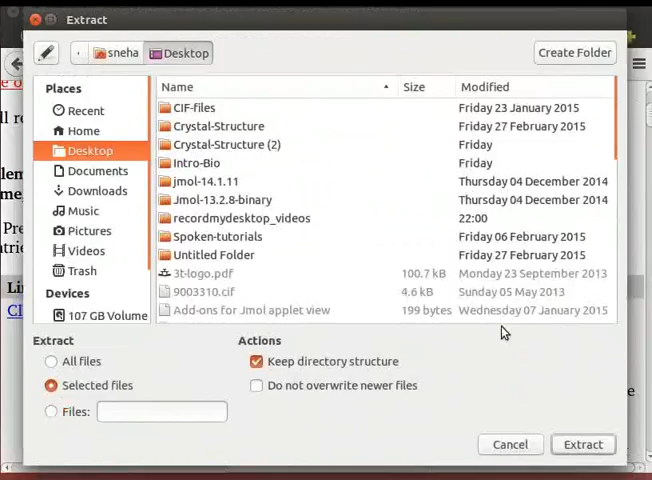 Extract
sneha
Desktop
Create Folder
Places
Recent
Home
Desktop
Documents
Downloads
Music
Pictures
Videos
Trash
Devices
107 GB Volume
Name Size Modified
CIF-files Friday 23 January 2015
Crystal-Structure Friday 27 February 2015
Crystal-Structure (2) Friday
Intro-Bio Friday
jmol-14.1.11 Thursday 04 December 2014
Jmol-13.2.8-binary Thursday 04 December 2014
recordmydesktop_videos 22:00
Spoken-tutorials Friday 06 February 2015
Untitled Folder Friday 27 February 2015
3t-logo.pdf 100.7 kB Monday 23 September 2013
9003310.cif 4.6 kB Sunday 05 May 2013
Add-ons for Jmol applet view 199 bytes Wednesday 07 January 2015
Extract
All files
Selected files
Files:
Actions
Keep directory structure
Do not overwrite newer files
Cancel
Extract